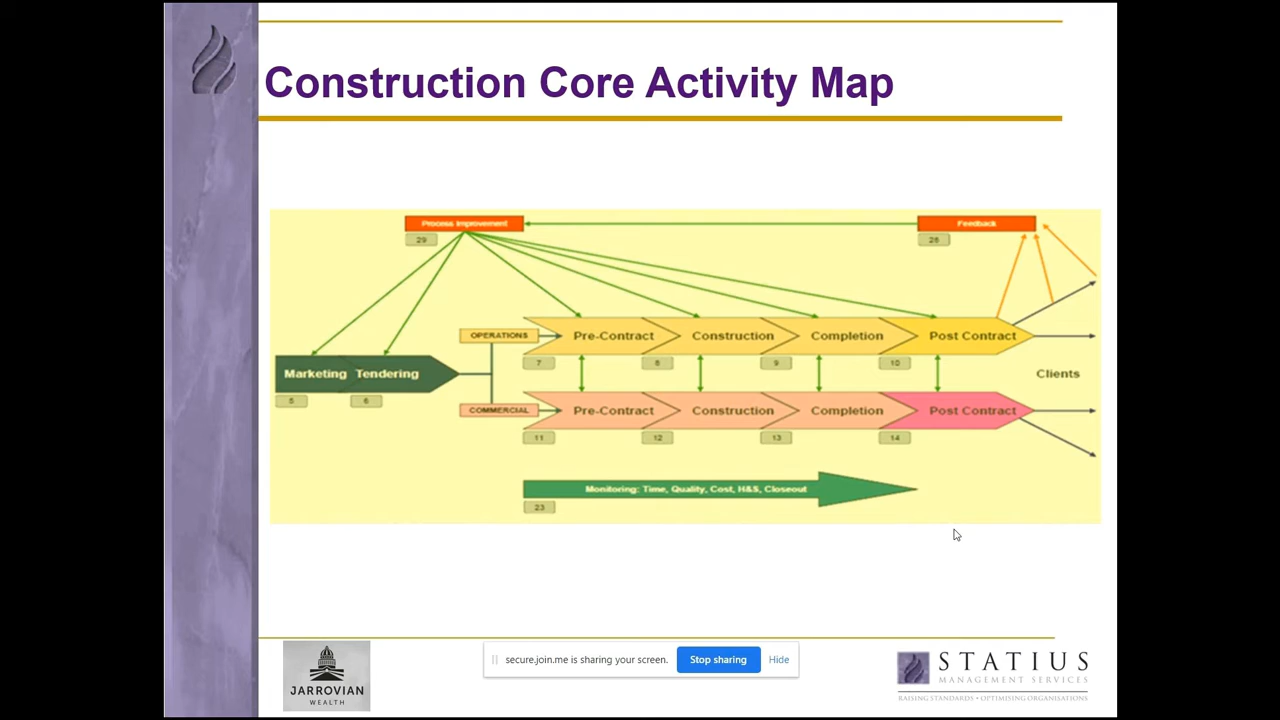 Construction Core Activity Map
Process Improvement
Feedback
29
28
OPERATIONS
Pre-Contract
Construction
Completion
Post Contract
7
8
9
10
Marketing
Tendering
Clients
5
6
COMMERCIAL
Pre-Contract
Construction
Completion
Post Contract
11
12
13
14
Monitoring: Time, Quality, Cost, H&S, Closeout
23
JARROVIAN
WEALTH
secure.join.me is sharing your screen.
Stop sharing
Hide
STATIUS
MANAGEMENT SERVICES
RAISING STANDARDS • OPTIMISING ORGANISATIONS